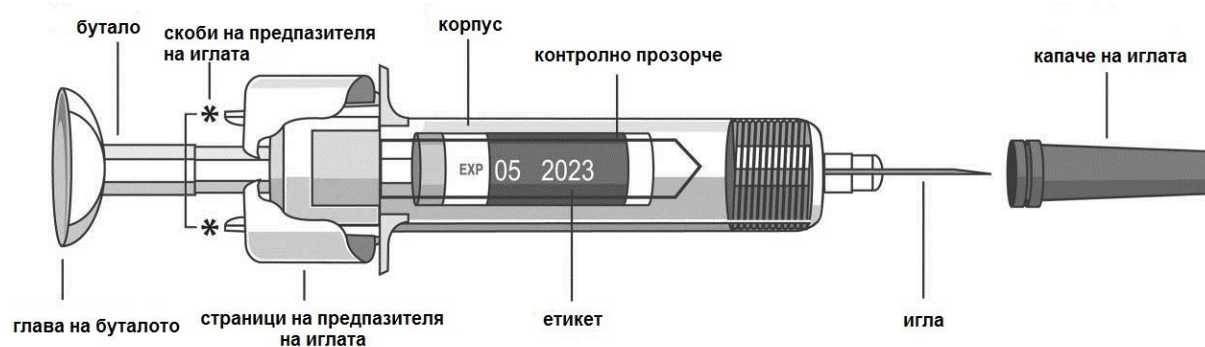 бутало
скоби на предпазителя
на иглата
корпус
контролно прозорче
капаче на иглата
*
EXP 05 2023
*
глава на буталото
страници на предпазителя
на иглата
етикет
игла